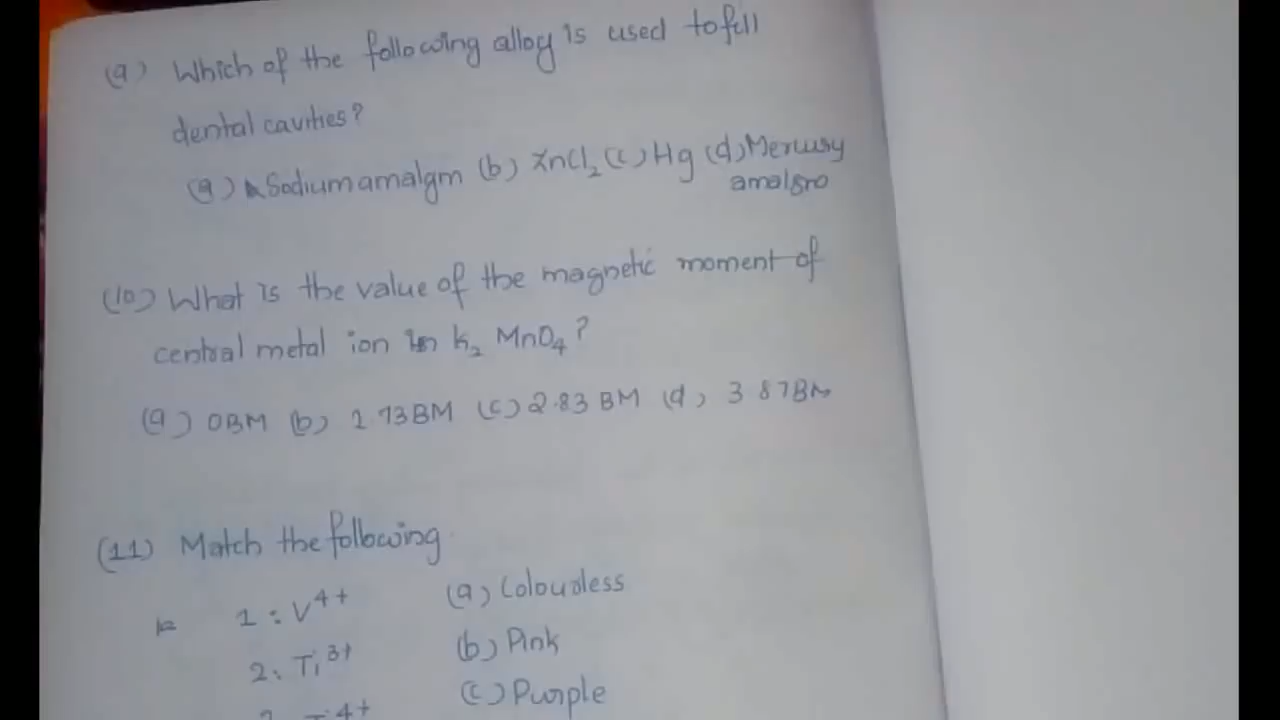 (9) Which of the following alloy is used to fill
dental cavities?
(a) Sodium amalgm (b) ZnCl₂ (c) Hg (d) Mercury
amalgm
(10) What is the value of the magnetic moment of
central metal ion in K₂ MnO₄?
(a) 0BM (b) 1.73BM (c) 2.83 BM (d) 3.87BM
(11) Match the following.
1: V⁴⁺ (a) Colourless
2: Ti³⁺ (b) Pink
(c) Purple